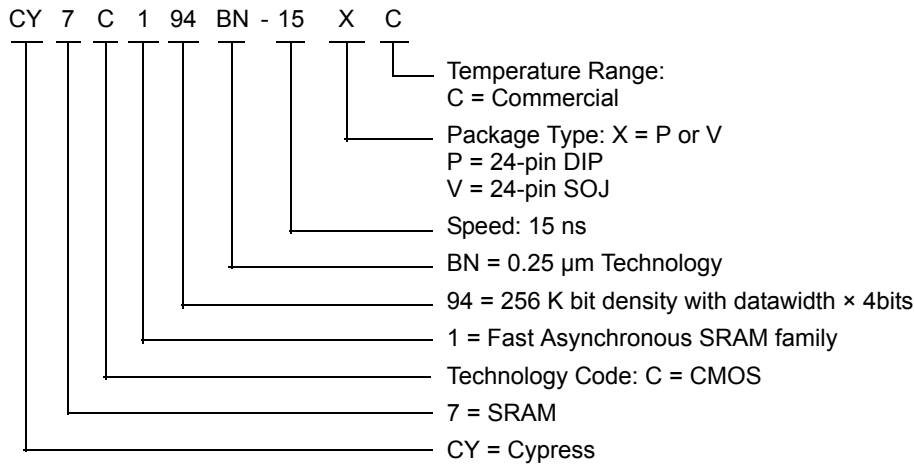 CY 7 C 1 94 BN - 15 X C
Temperature Range:
C = Commercial
Package Type: X = P or V
P = 24-pin DIP
V = 24-pin SOJ
Speed: 15 ns
BN = 0.25 µm Technology
94 = 256 K bit density with datawidth × 4bits
1 = Fast Asynchronous SRAM family
Technology Code: C = CMOS
7 = SRAM
CY = Cypress